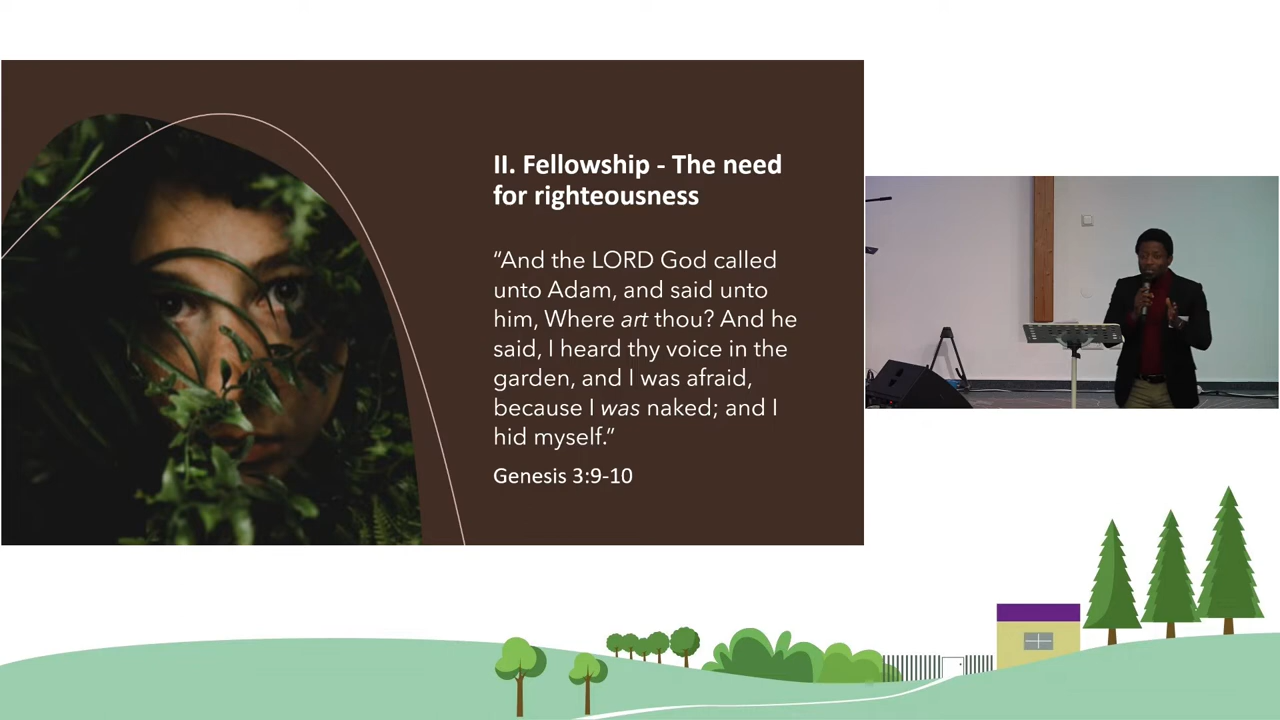 II. Fellowship - The need
for righteousness
“And the LORD God called
unto Adam, and said unto
him, Where art thou? And he
said, I heard thy voice in the
garden, and I was afraid,
because I was naked; and I
hid myself.”
Genesis 3:9-10